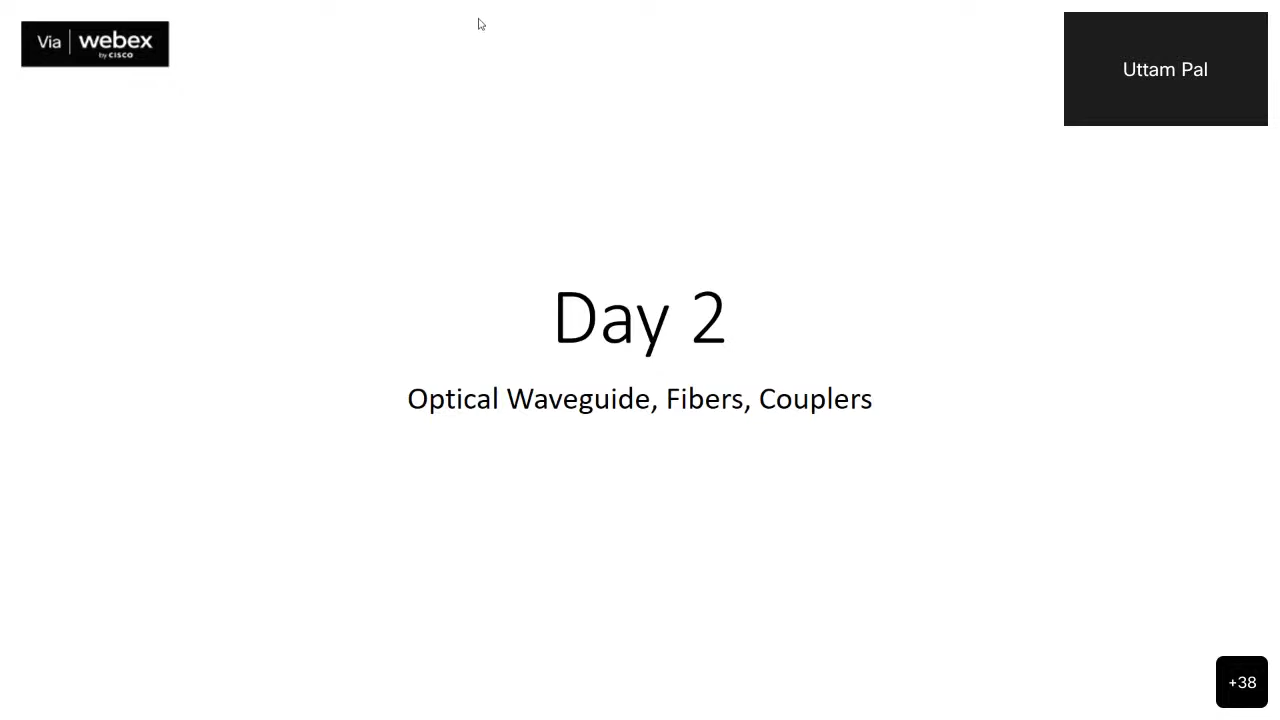 Via | webex
by CISCO
Uttam Pal
Day 2
Optical Waveguide, Fibers, Couplers
+38